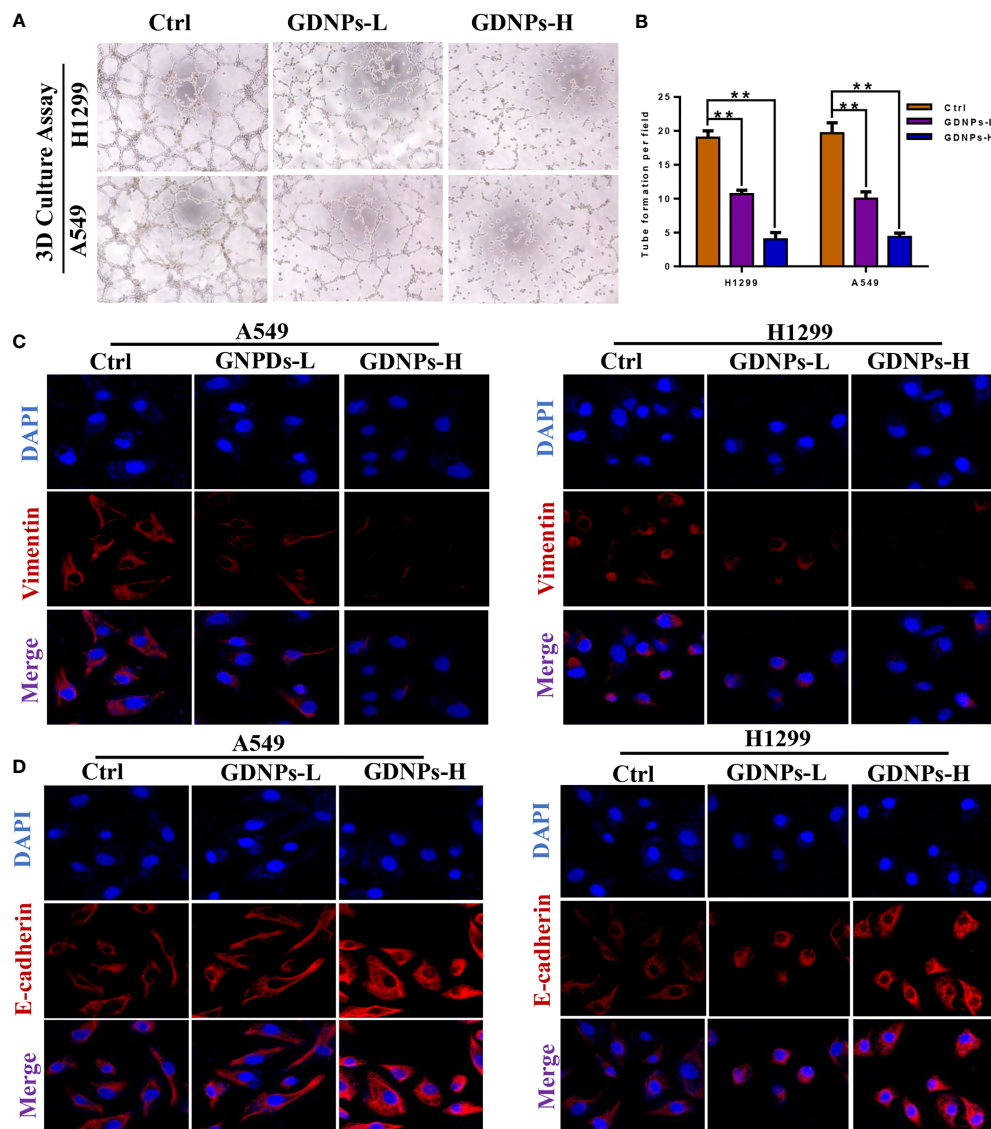 A
Ctrl GDNPs-L GDNPs-H
3D Culture Assay
H1299
A549
B
Tube formation per field
25
20
15
10
5
0
** ** ** **
H1299 A549
Ctrl
GDNPs-L
GDNPs-H
C
A549
Ctrl GNPDs-L GDNPs-H
DAPI
Vimentin
Merge
H1299
Ctrl GDNPs-L GDNPs-H
DAPI
Vimentin
Merge
D
A549
Ctrl GDNPs-L GDNPs-H
DAPI
E-cadherin
Merge
H1299
Ctrl GDNPs-L GDNPs-H
DAPI
E-cadherin
Merge